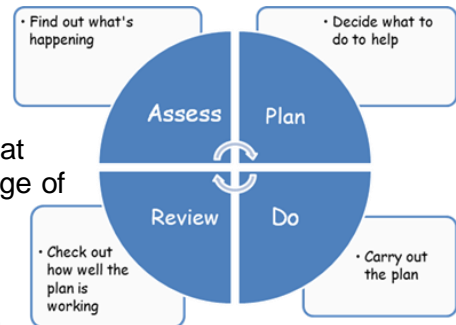 • Find out what's
happening
• Decide what to
do to help
Assess
Plan
at
ge of
Review
Do
• Check out
how well the
plan is
working
• Carry out
the plan